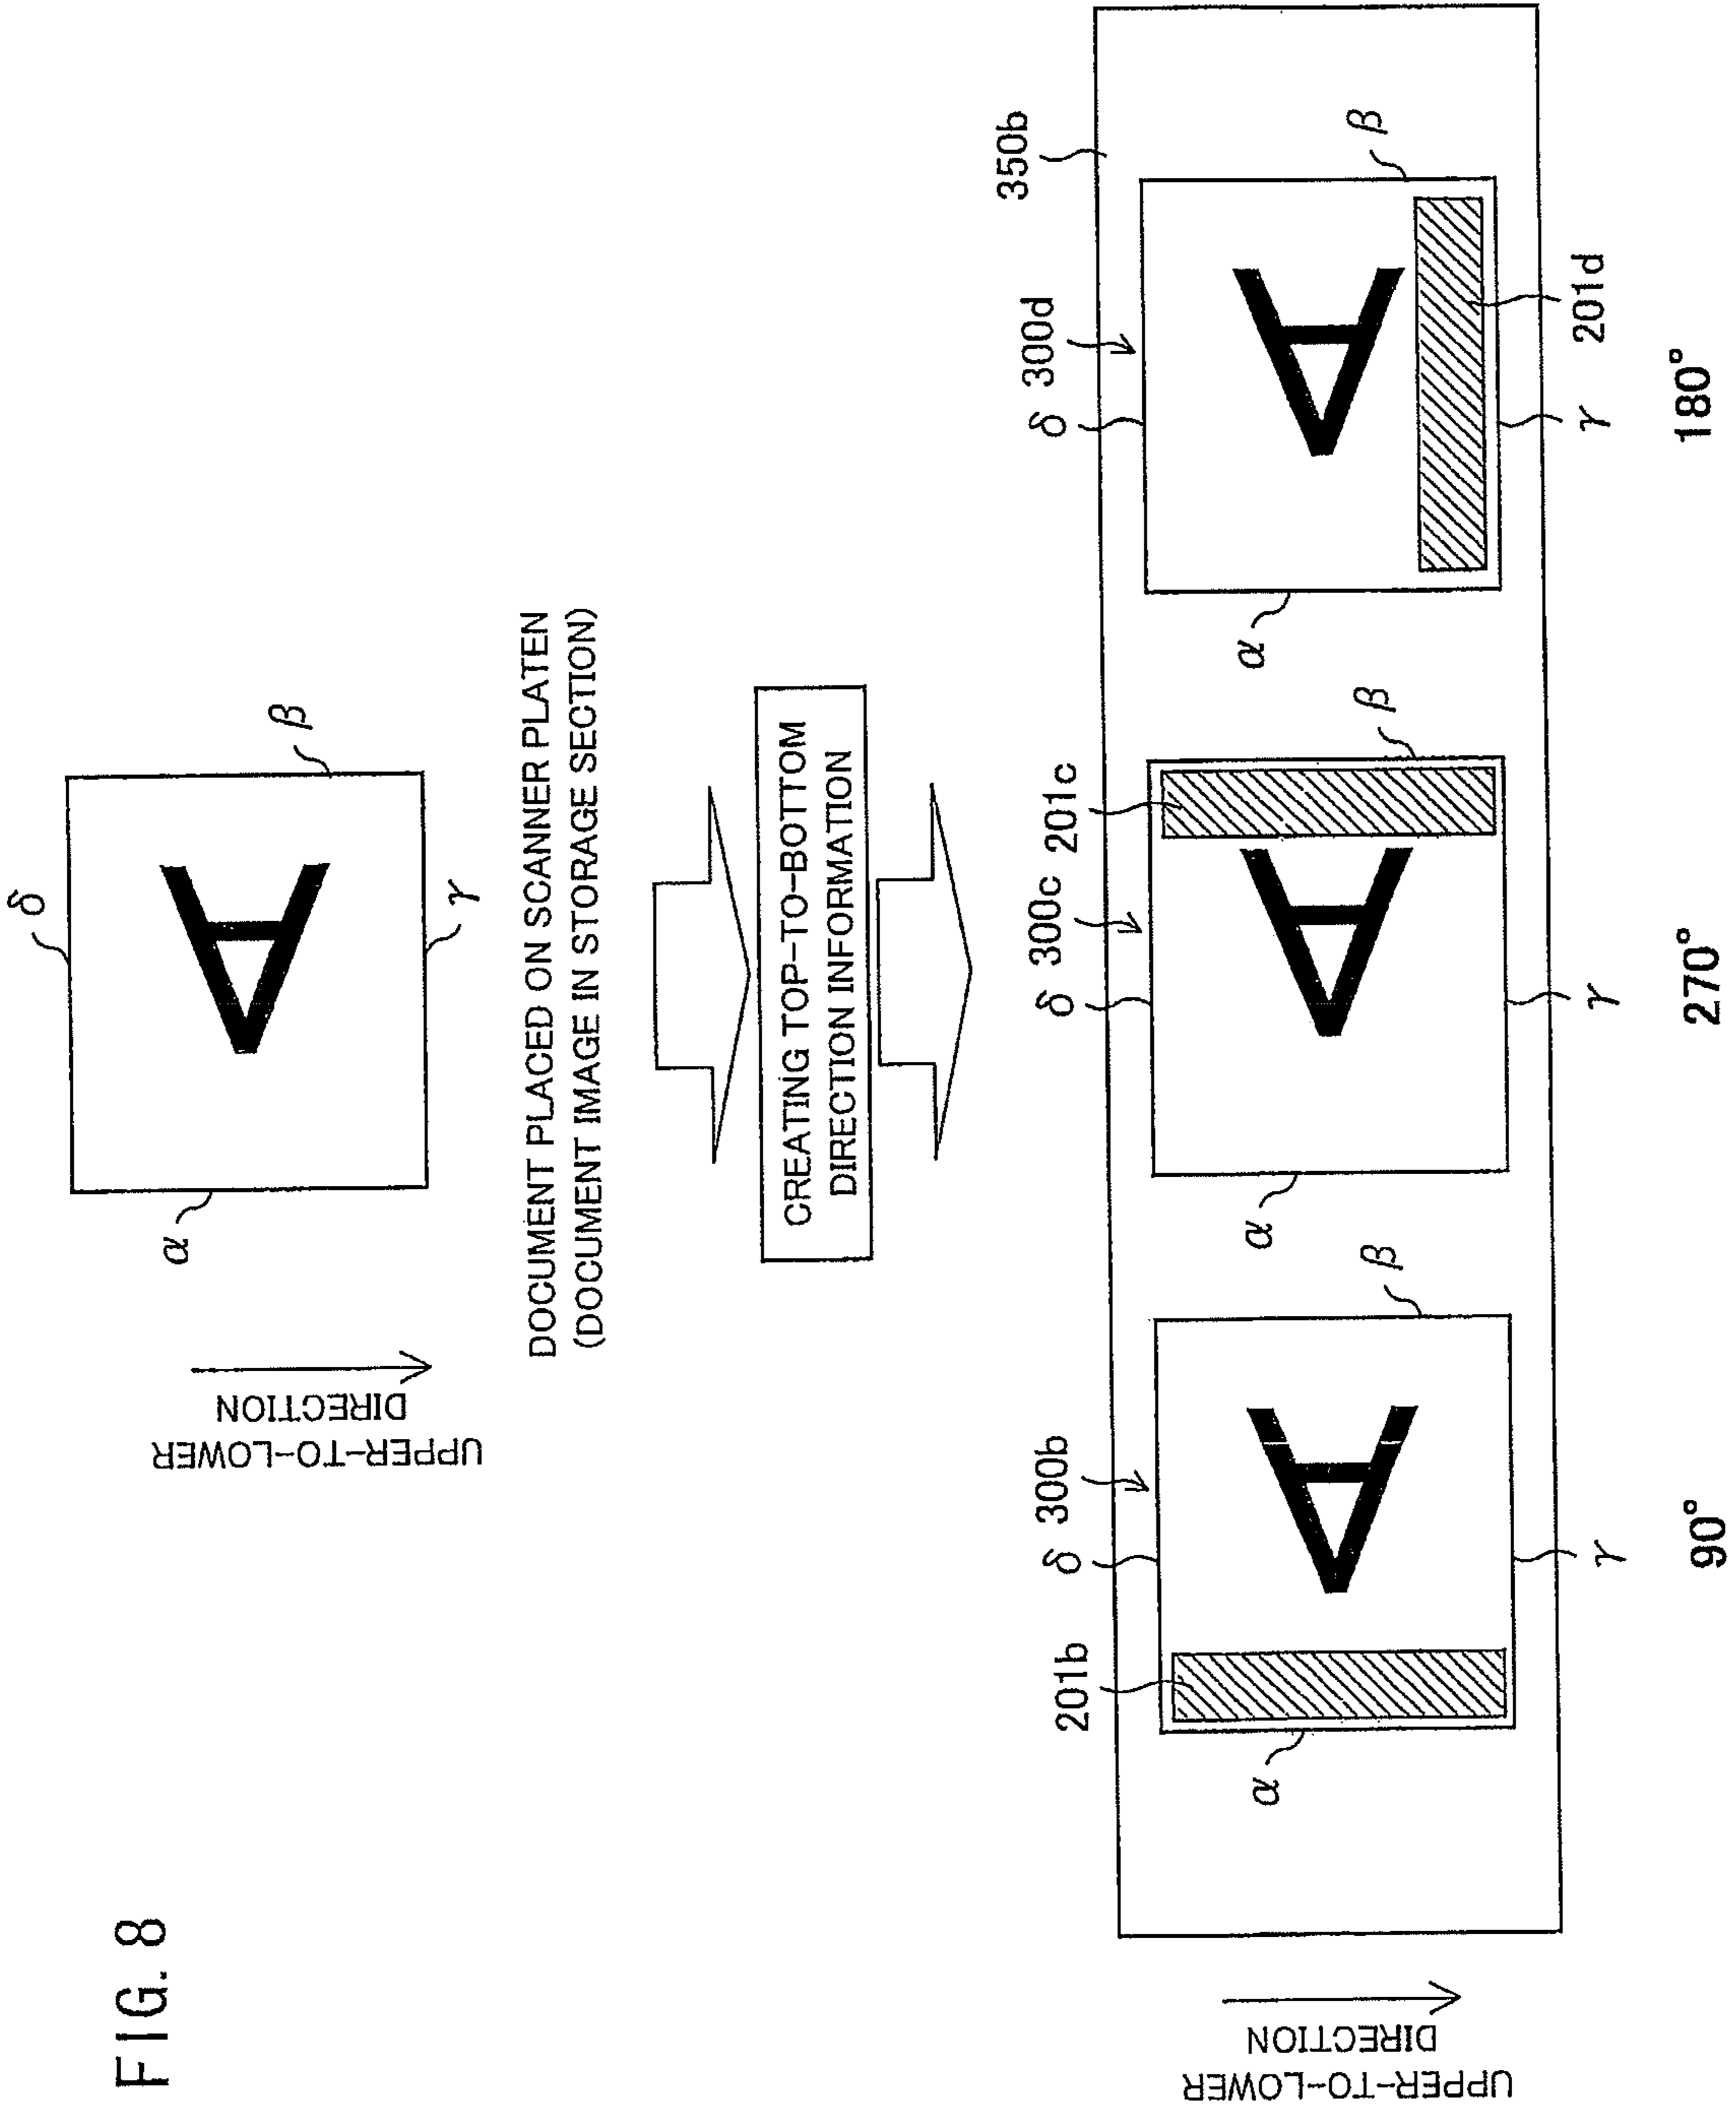 FIG. 8
δ
α A β
γ
UPPER-TO-LOWER
DIRECTION
DOCUMENT PLACED ON SCANNER PLATEN
(DOCUMENT IMAGE IN STORAGE SECTION)
CREATING TOP-TO-BOTTOM
DIRECTION INFORMATION
350b
201b δ 300b
δ 300c 201c
δ 300d
UPPER-TO-LOWER
DIRECTION
α A β
α A β
α A β
γ
γ
γ 201d
90°
270°
180°